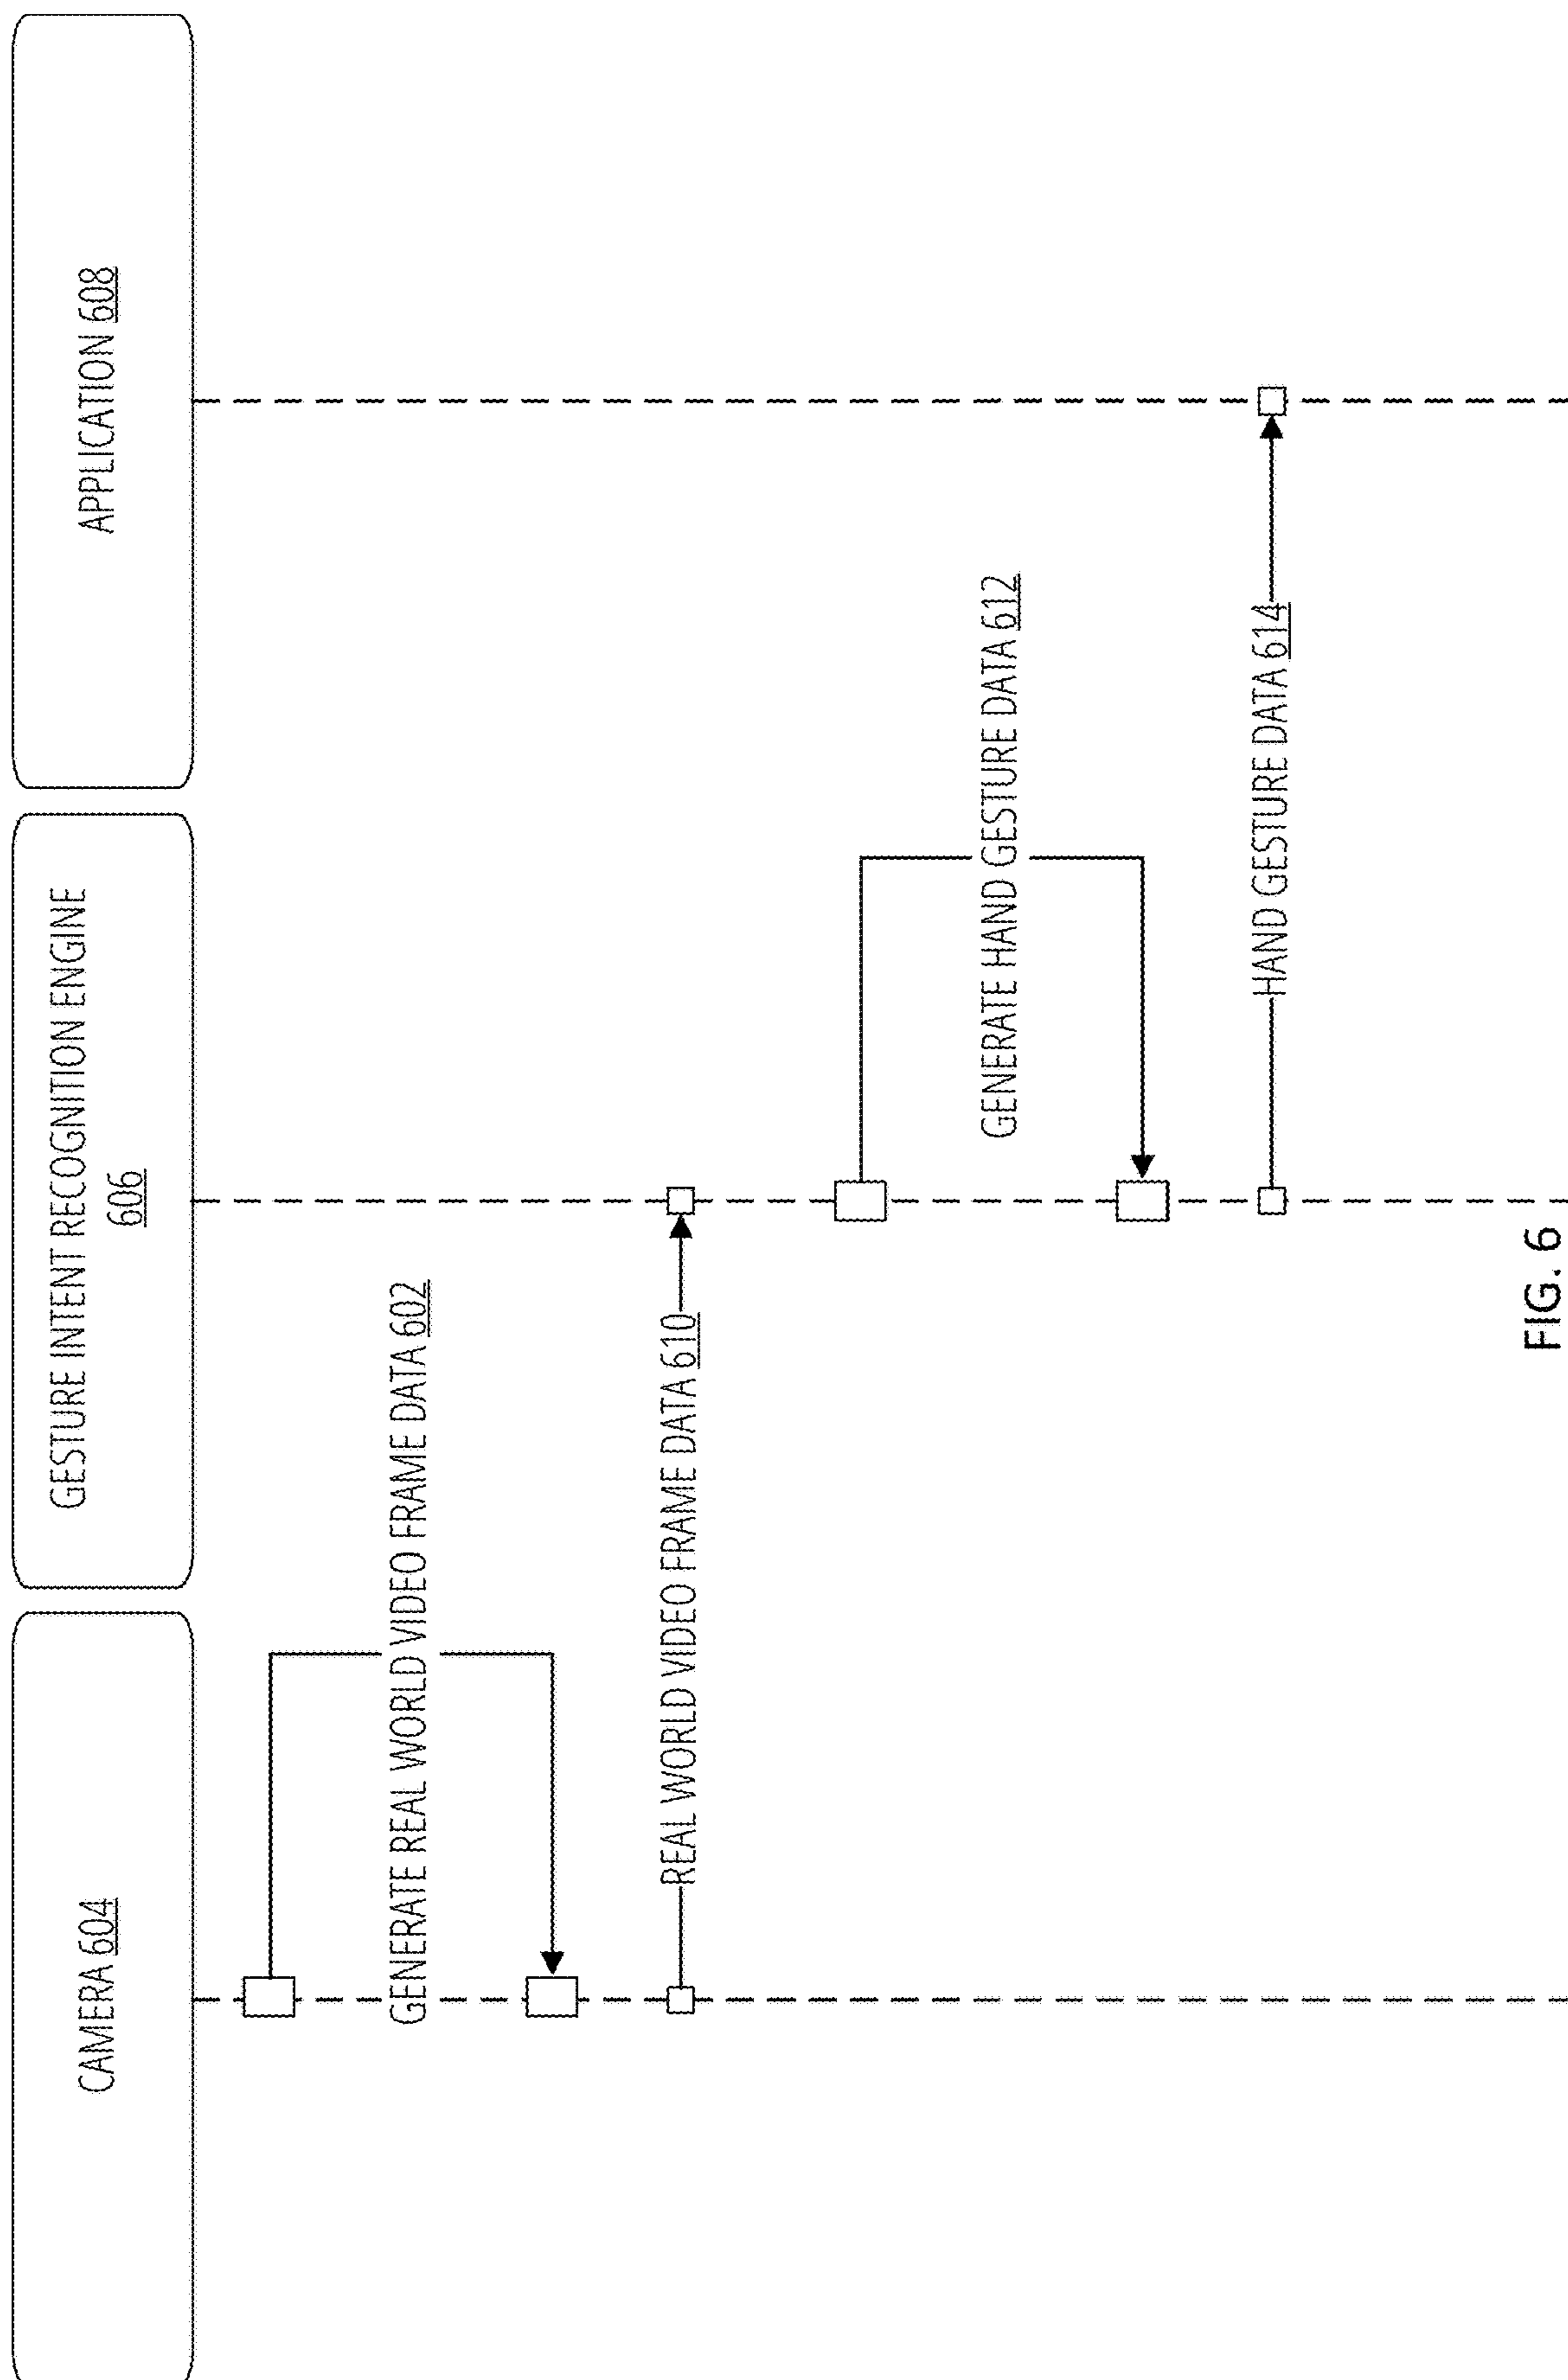 CAMERA 604
GESTURE INTENT RECOGNITION ENGINE
606
APPLICATION 608
GENERATE REAL WORLD VIDEO FRAME DATA 602
REAL WORLD VIDEO FRAME DATA 610
GENERATE HAND GESTURE DATA 612
HAND GESTURE DATA 614
FIG. 6